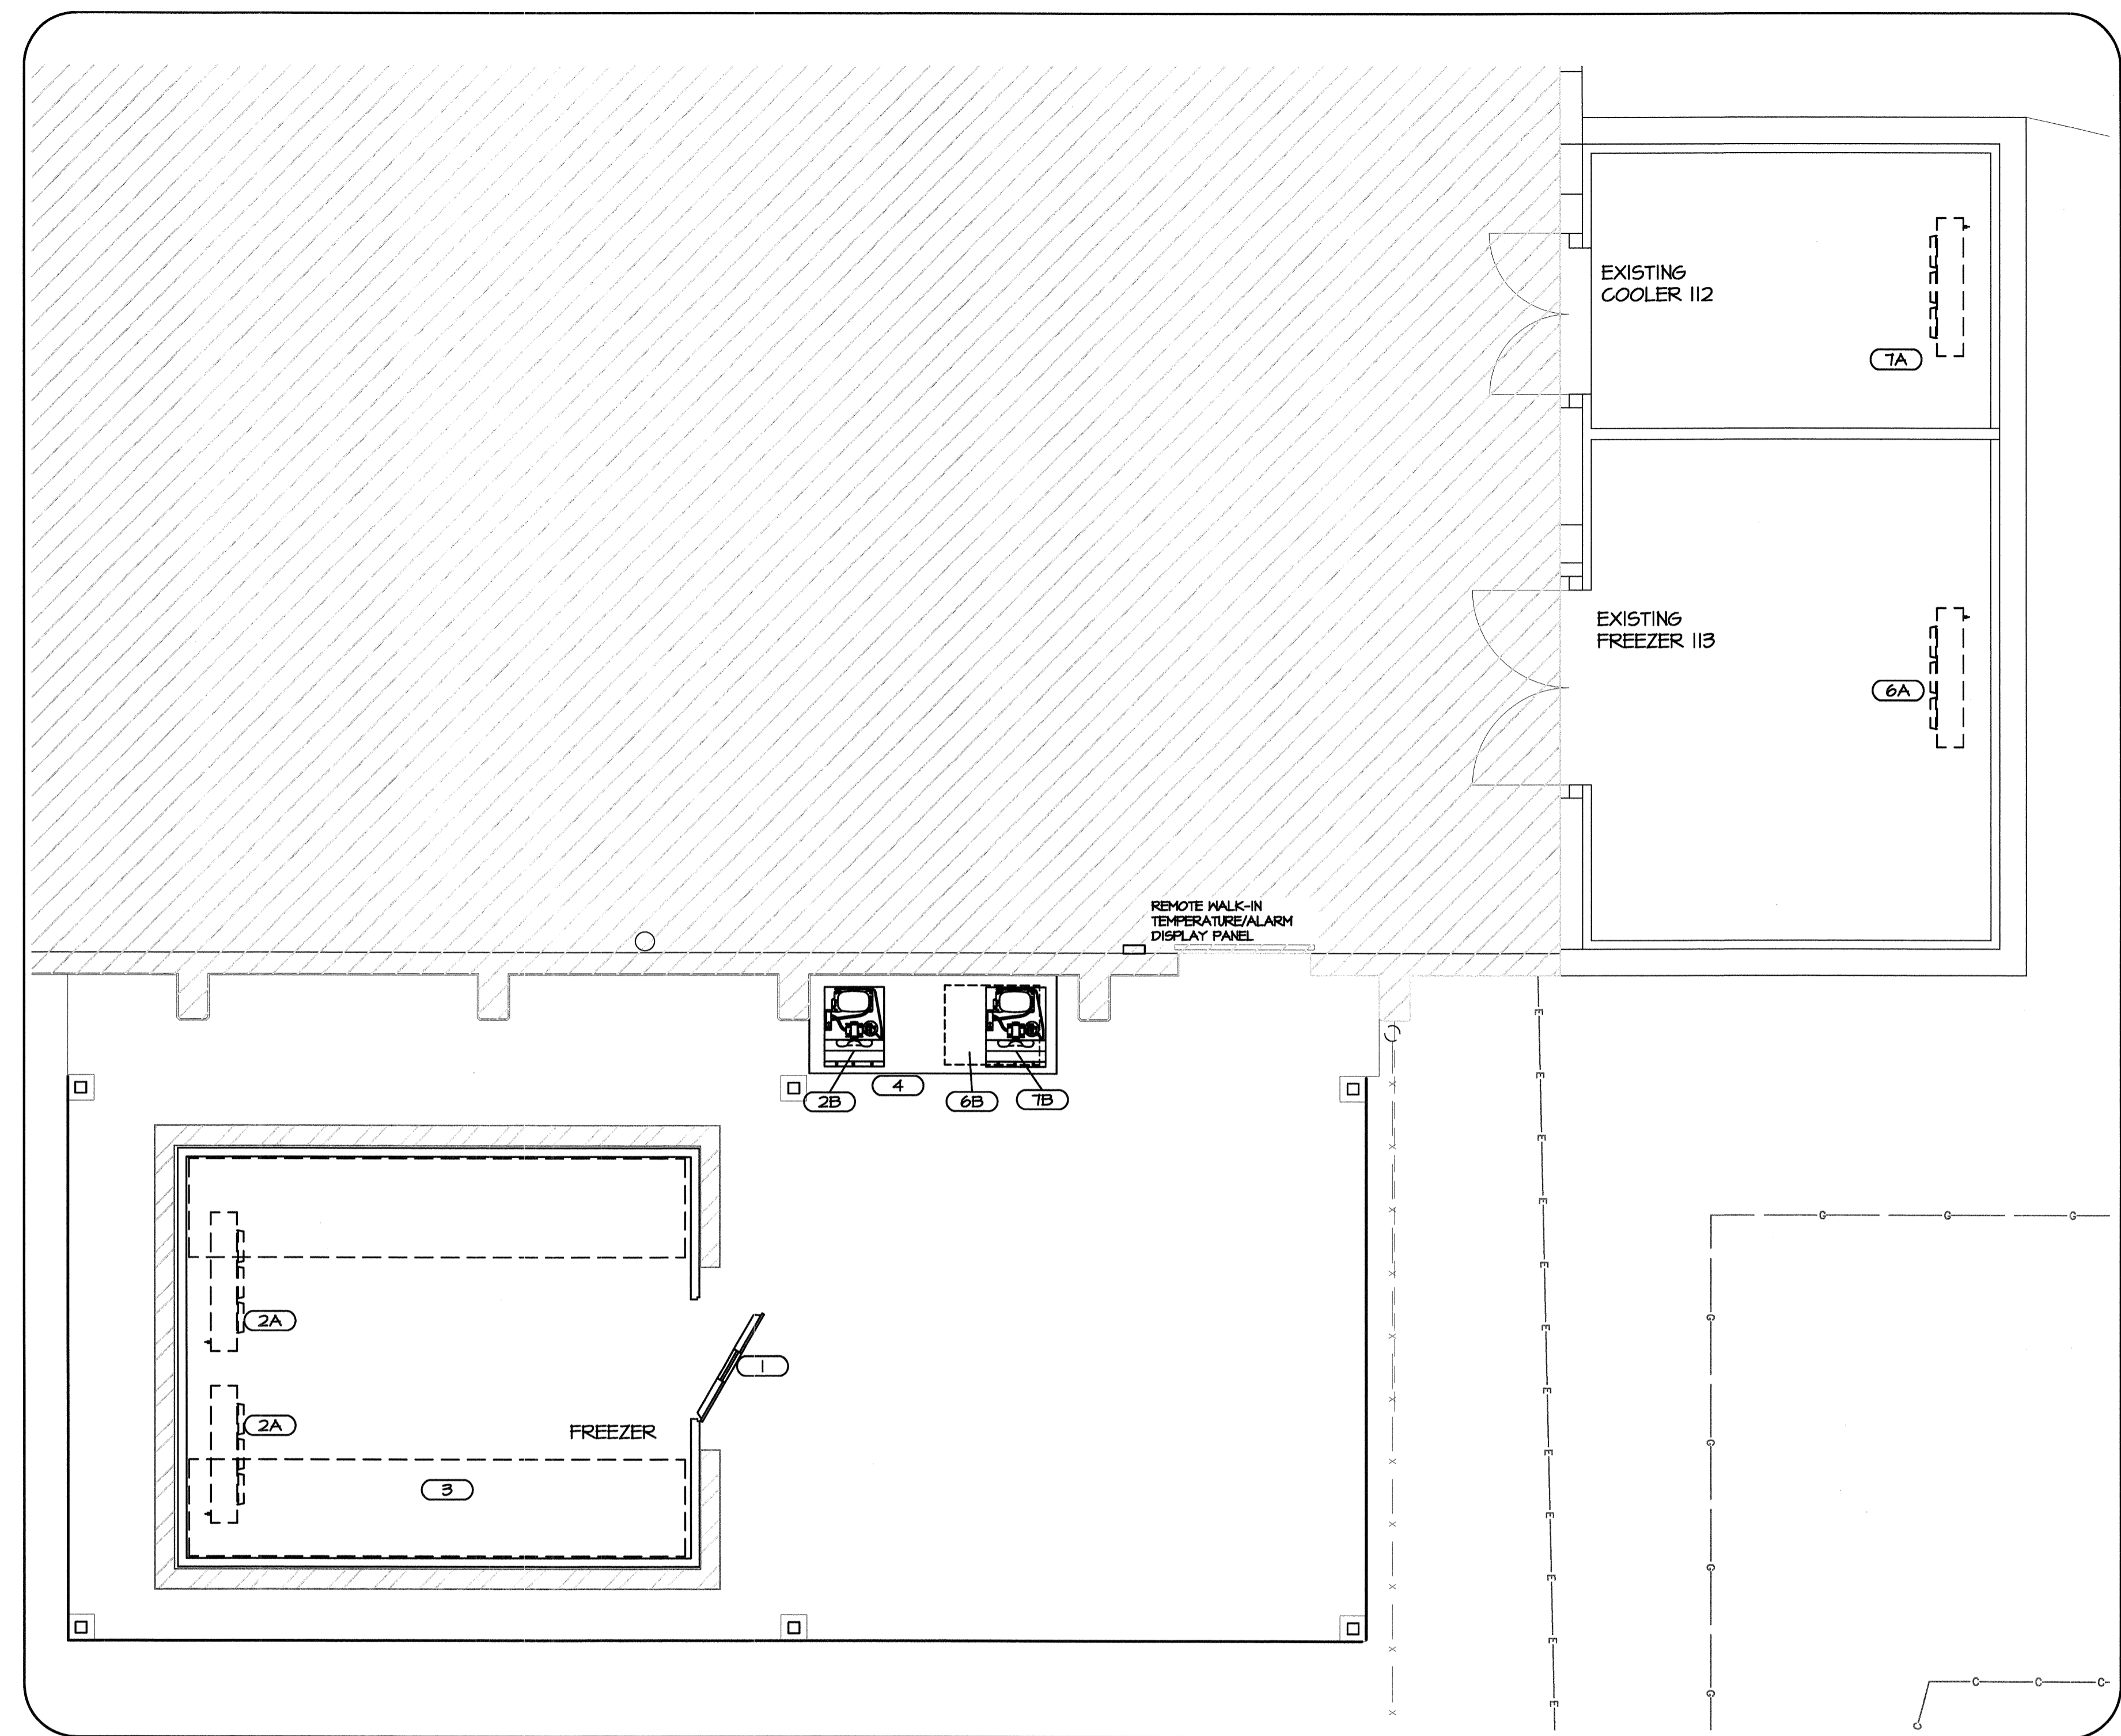 EXISTING
COOLER 112
7A
EXISTING
FREEZER 113
6A
REMOTE WALK-IN
TEMPERATURE/ALARM
DISPLAY PANEL
2B
4
6B
7B
2A
1
2A
FREEZER
3
E
E
E
E
E
E
E
E
E
E
E
E
G
G
G
G
G
G
G
C
C
C
C